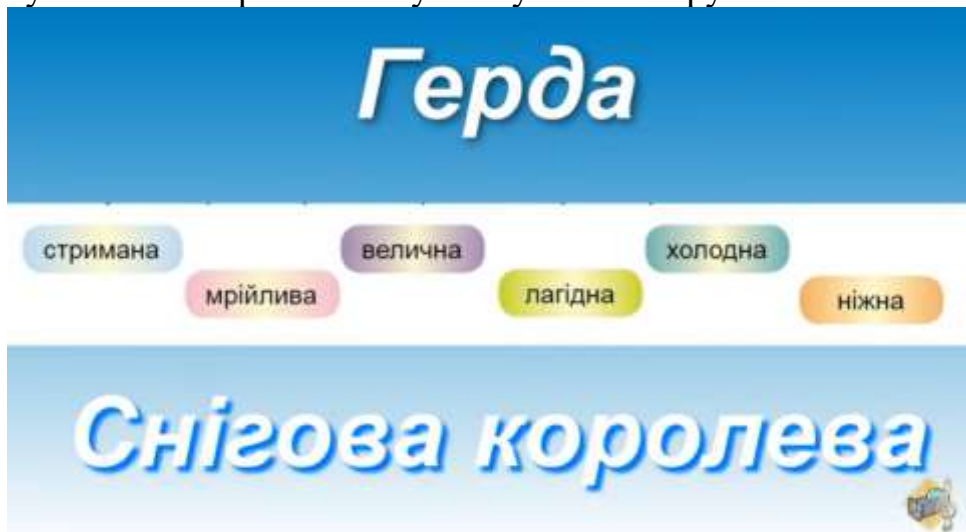 Герда
стримана
велична
холодна
мрійлива
лагідна
ніжна
Снігова королева